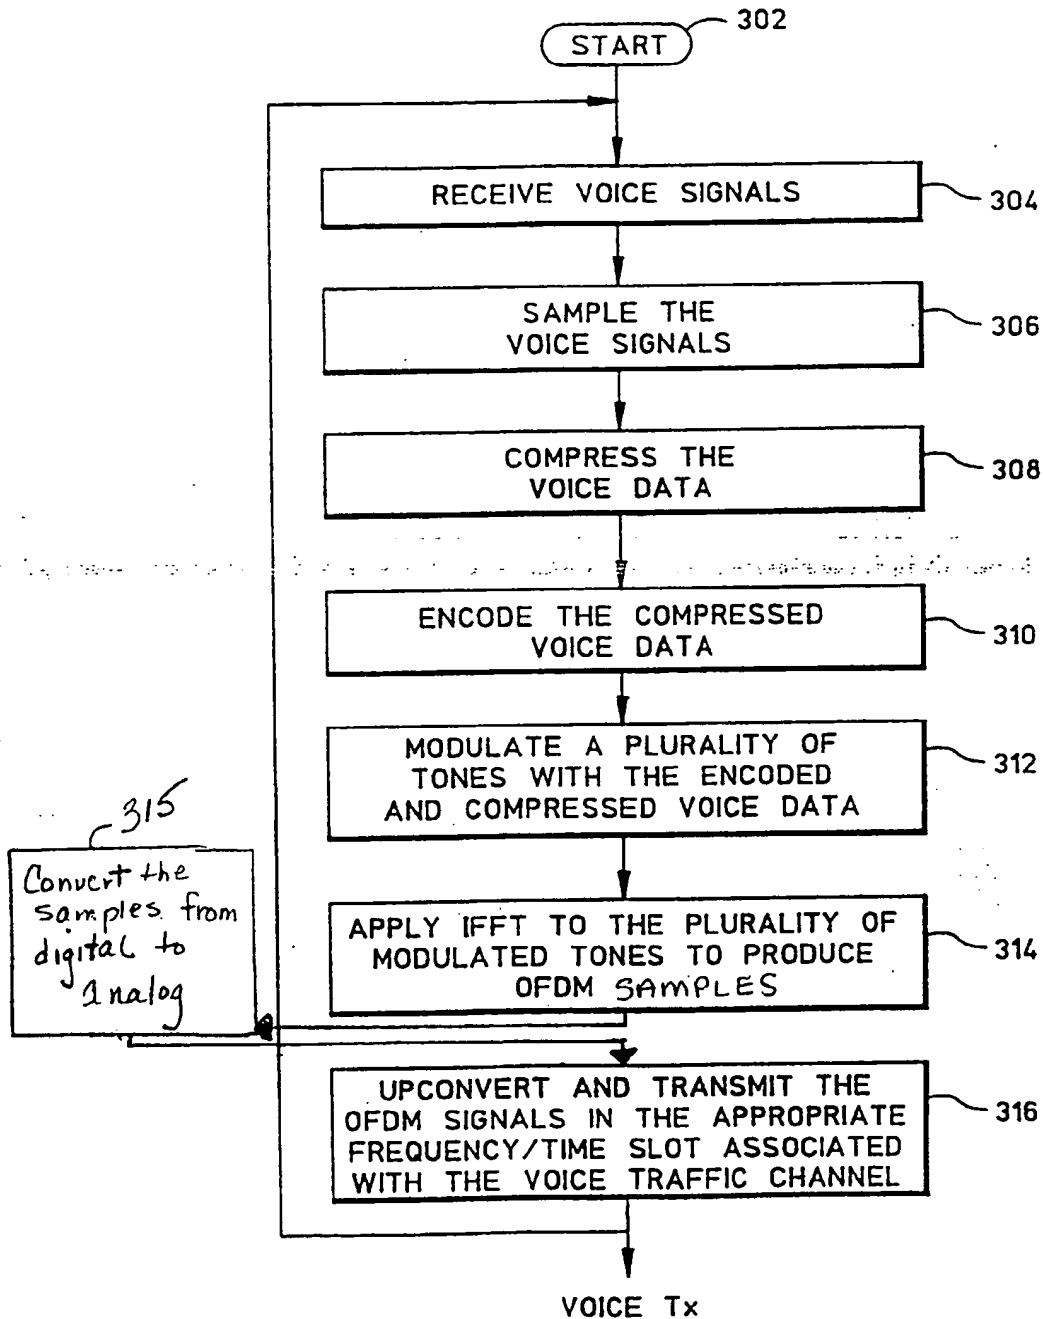 302
START
RECEIVE VOICE SIGNALS
304
SAMPLE THE
VOICE SIGNALS
306
COMPRESS THE
VOICE DATA
308
ENCODE THE COMPRESSED
VOICE DATA
310
MODULATE A PLURALITY OF
TONES WITH THE ENCODED
AND COMPRESSED VOICE DATA
312
315
Convert the
samples from
digital to
Analog
APPLY IFFT TO THE PLURALITY OF
MODULATED TONES TO PRODUCE
OFDM SAMPLES
314
UPCONVERT AND TRANSMIT THE
OFDM SIGNALS IN THE APPROPRIATE
FREQUENCY/TIME SLOT ASSOCIATED
WITH THE VOICE TRAFFIC CHANNEL
316
VOICE Tx